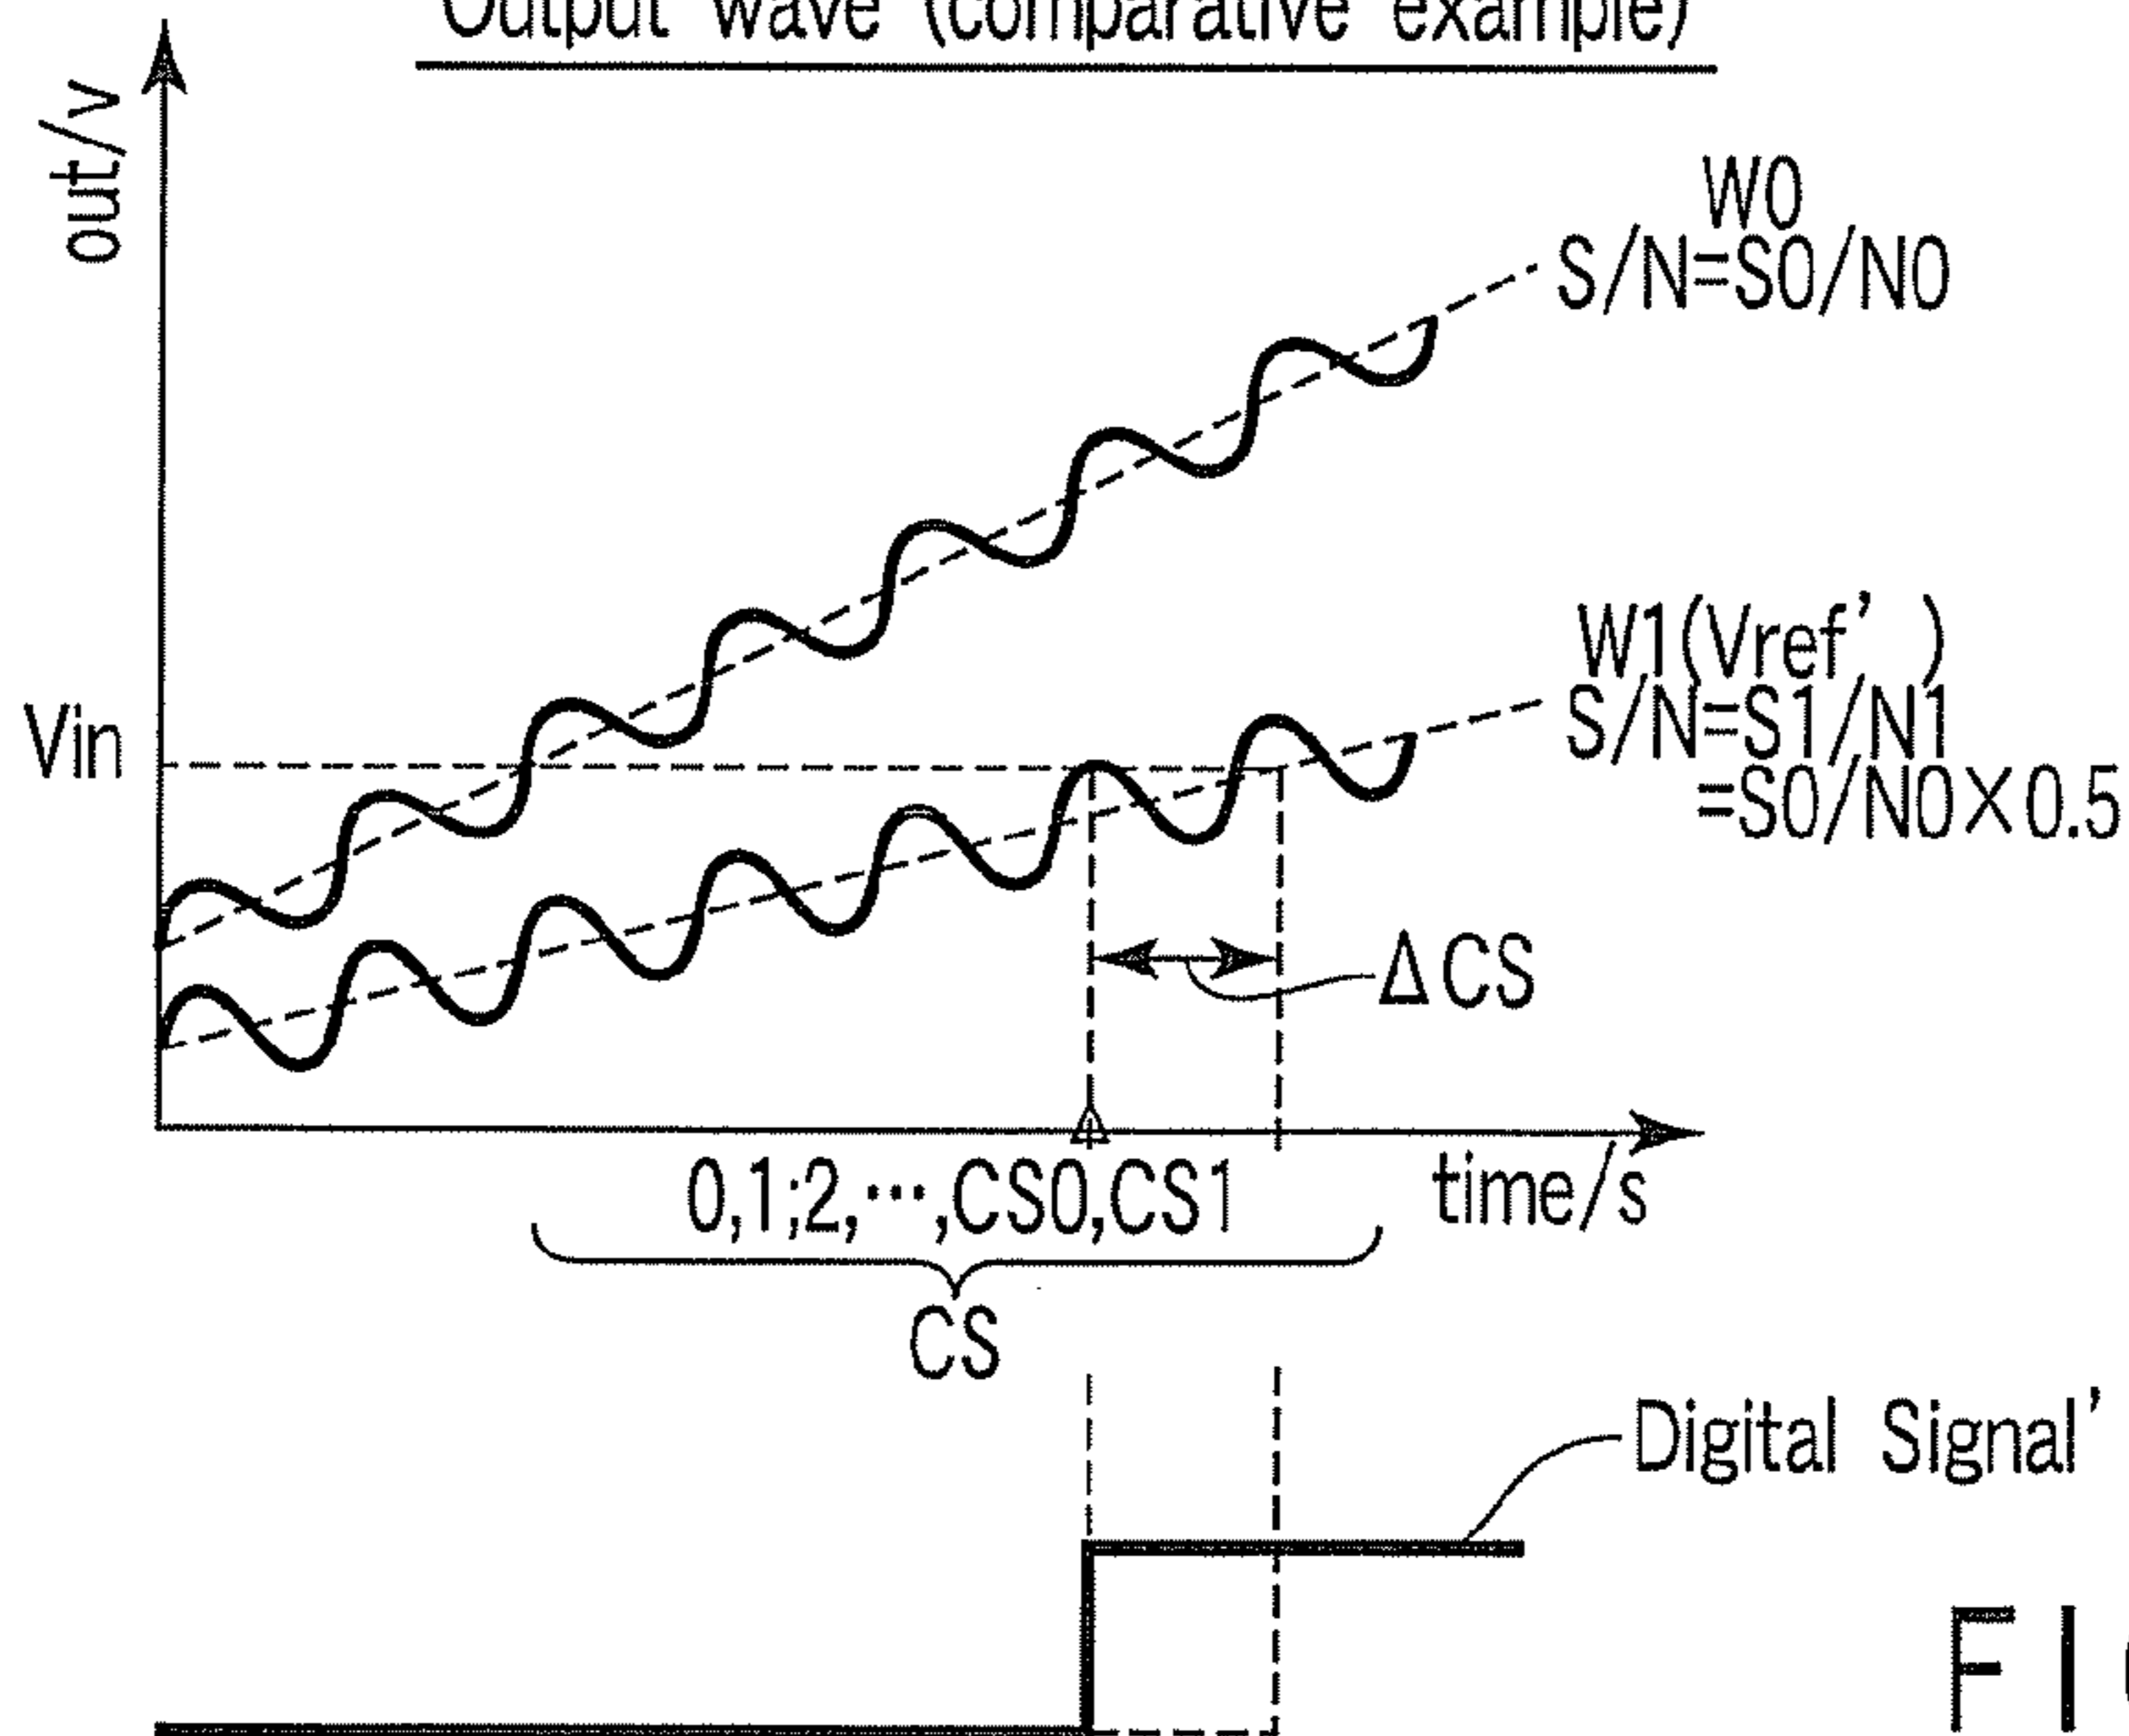 Output wave (comparative example)
out/v
W0
S/N=S0/N0
W1(Vref’ )
S/N=S1/N1
=S0/N0×0.5
Vin
ΔCS
0,1;2,…,CS0,CS1
time/s
CS
Digital Signal’